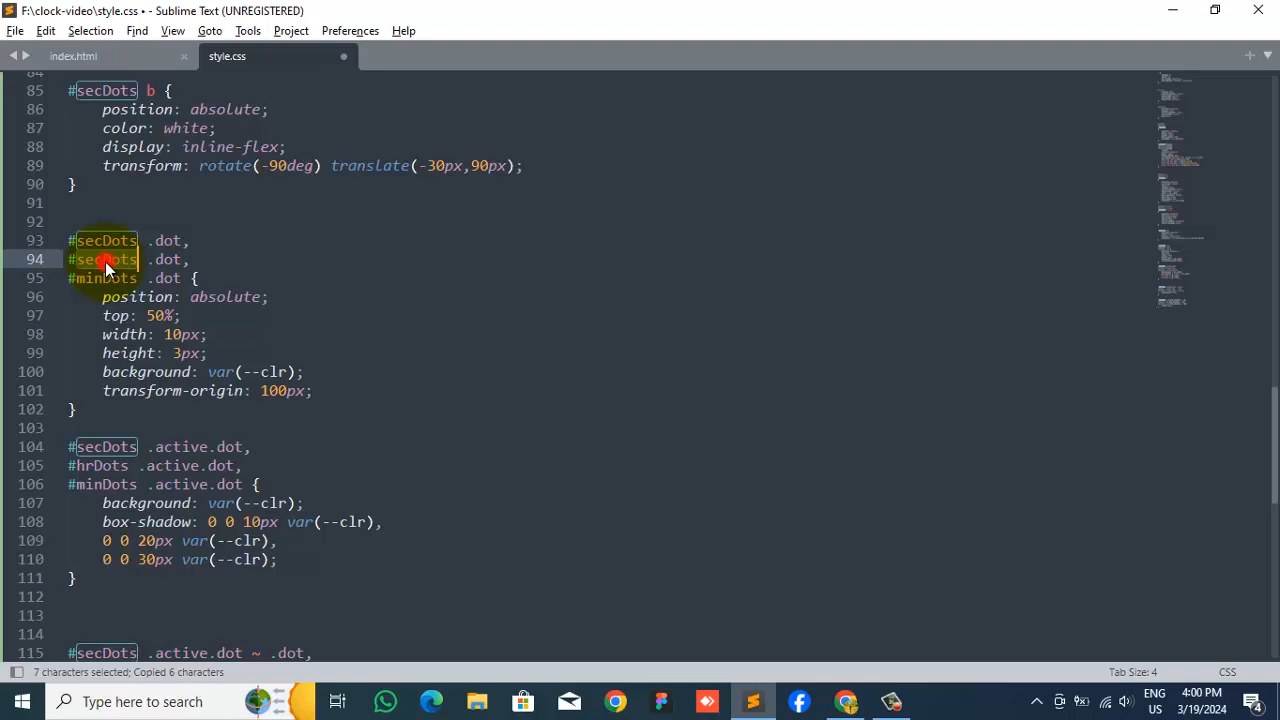 F:\clock-video\style.css • - Sublime Text (UNREGISTERED)
File Edit Selection Find View Goto Tools Project Preferences Help
index.html × style.css
84
85 #secDots b {
86 position: absolute;
87 color: white;
88 display: inline-flex;
89 transform: rotate(-90deg) translate(-30px,90px);
90 }
91
92
93 #secDots .dot,
94 #secDots .dot,
95 #minDots .dot {
96 position: absolute;
97 top: 50%;
98 width: 10px;
99 height: 3px;
100 background: var(--clr);
101 transform-origin: 100px;
102 }
103
104 #secDots .active.dot,
105 #hrDots .active.dot,
106 #minDots .active.dot {
107 background: var(--clr);
108 box-shadow: 0 0 10px var(--clr),
109 0 0 20px var(--clr),
110 0 0 30px var(--clr);
111 }
112
113
114
115 #secDots .active.dot ~ .dot,
7 characters selected; Copied 6 characters Tab Size: 4 CSS
Type here to search
ENG 4:00 PM
US 3/19/2024 4